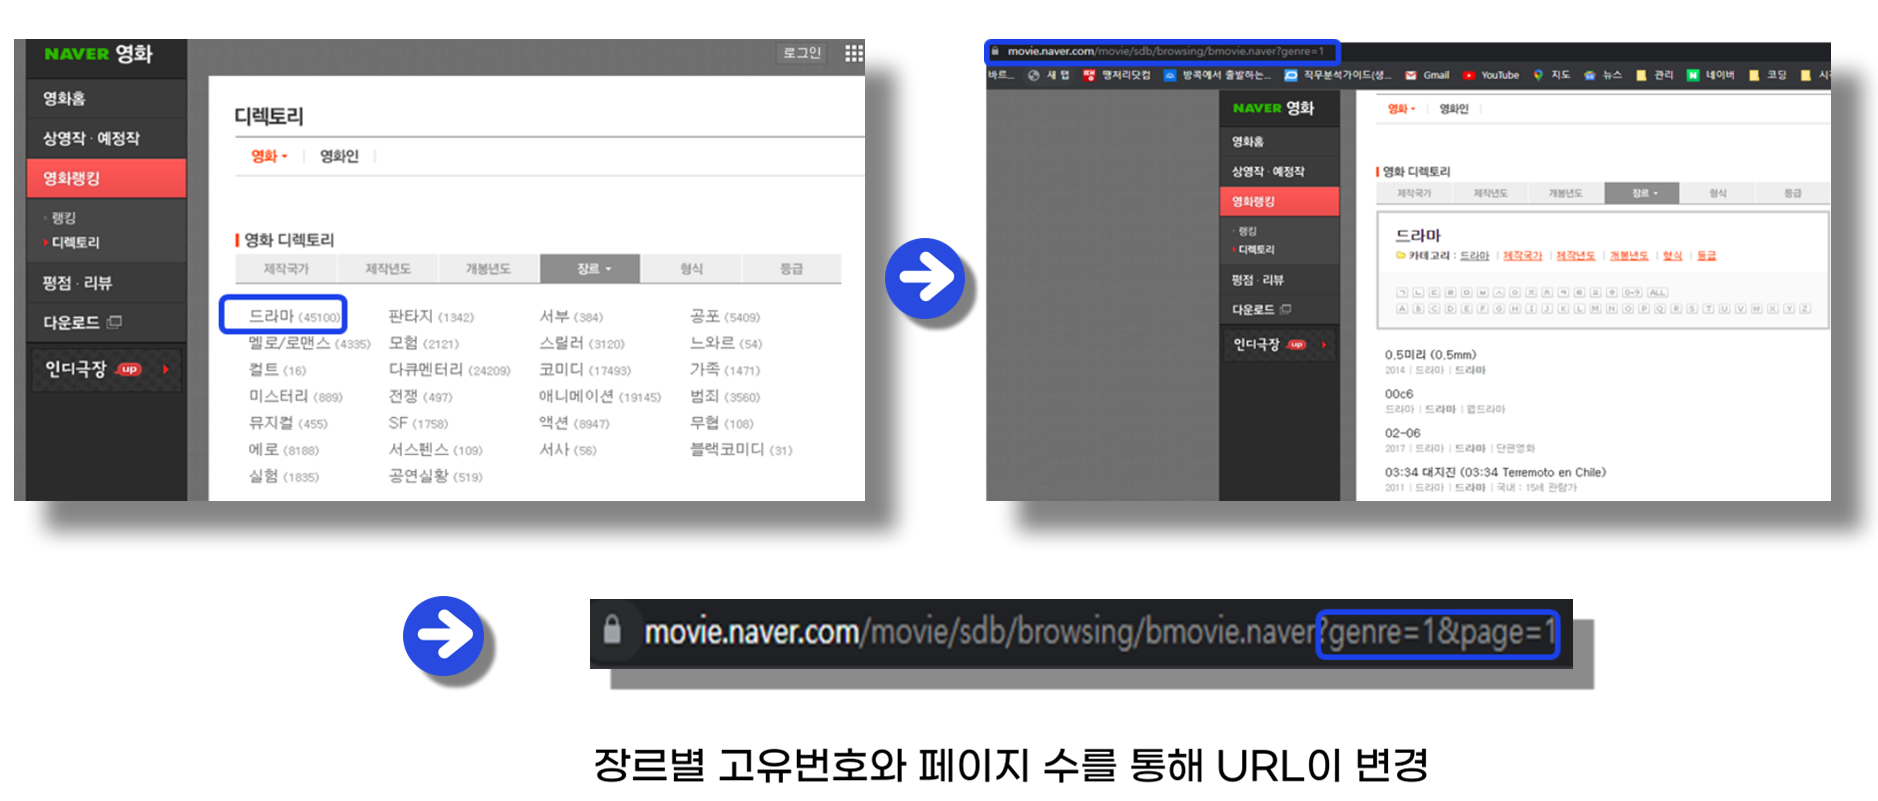 NAVER 영화
로그인
영화홈
상영작 · 예정작
영화랭킹
랭킹
디렉토리
평점 · 리뷰
다운로드
인디극장 up
디렉토리
영화
영화인
영화 디렉토리
제작국가 제작년도 개봉년도 장르 형식 등급
드라마 (45100) 판타지 (1342) 서부 (384) 공포 (5409)
멜로/로맨스 (4335) 모험 (2121) 스릴러 (3120) 느와르 (54)
컬트 (16) 다큐멘터리 (24209) 코미디 (17493) 가족 (1471)
미스터리 (889) 전쟁 (497) 애니메이션 (19145) 범죄 (3560)
뮤지컬 (455) SF (1758) 액션 (8947) 무협 (108)
에로 (8188) 서스펜스 (109) 서사 (56) 블랙코미디 (31)
실험 (1835) 공연실황 (519)
movie.naver.com/movie/sdb/browsing/bmovie.naver?genre=1
바르... 새 탭 맹저리닷컴 방콕에서 출발하는... 직무분석가이드(생... Gmail YouTube 지도 뉴스 관리 네이버 코딩
NAVER 영화
영화홈
상영작 · 예정작
영화랭킹
랭킹
디렉토리
평점 · 리뷰
다운로드
인디극장 up
영화 영화인
영화 디렉토리
제작국가 제작년도 개봉년도 장르 형식 등급
드라마
카테고리 : 드라마 | 제작국가 | 제작년도 | 개봉년도 | 형식 | 등급
ㄱ ㄴ ㄷ ㄹ ㅁ ㅂ ㅅ ㅇ ㅈ ㅊ ㅋ ㅌ ㅍ ㅎ 0-9 ALL
A B C D E F G H I J K L M N O P Q R S T U V W X Y Z
0.5미리 (0.5mm)
2014 | 드라마 | 드라마
00c6
드라마 | 드라마 | 웹드라마
02-06
2017 | 드라마 | 드라마 | 단편영화
03:34 대지진 (03:34 Terremoto en Chile)
2011 | 드라마 | 드라마 | 국내 : 15세 관람가
movie.naver.com/movie/sdb/browsing/bmovie.naver?genre=1&page=1
장르별 고유번호와 페이지 수를 통해 URL이 변경